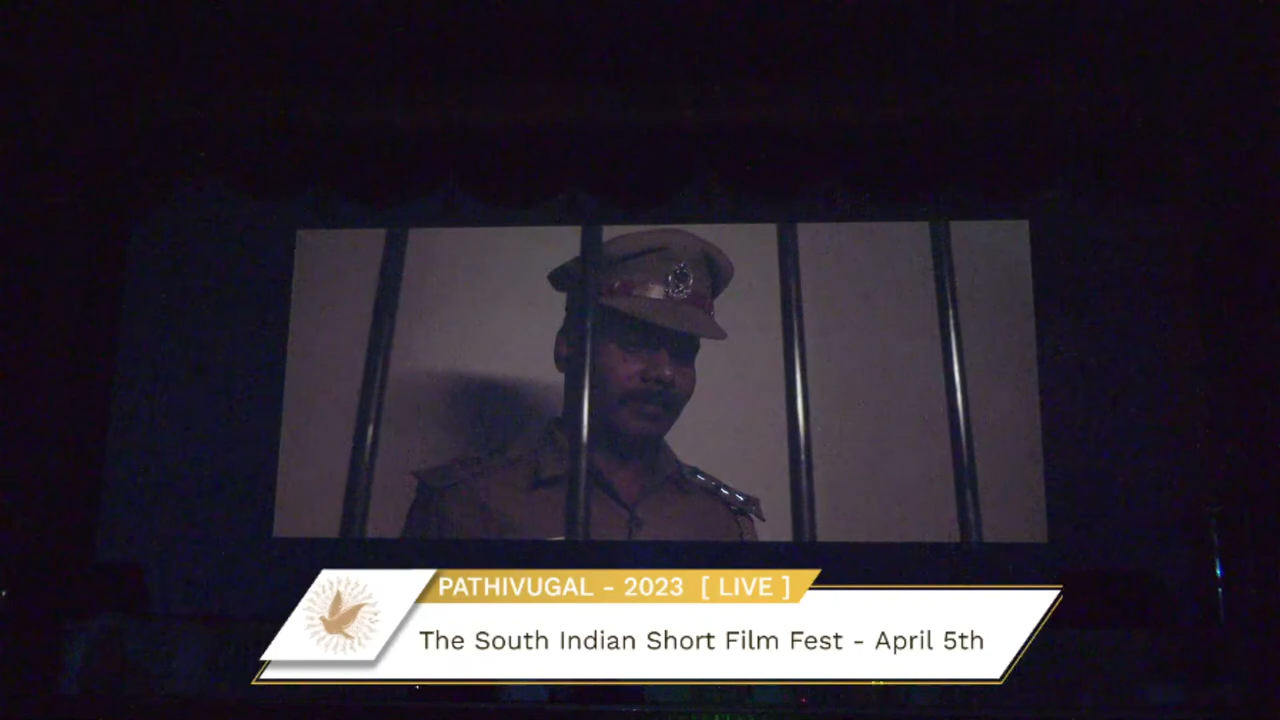 PATHIVUGAL - 2023 [ LIVE ]
The South Indian Short Film Fest - April 5th